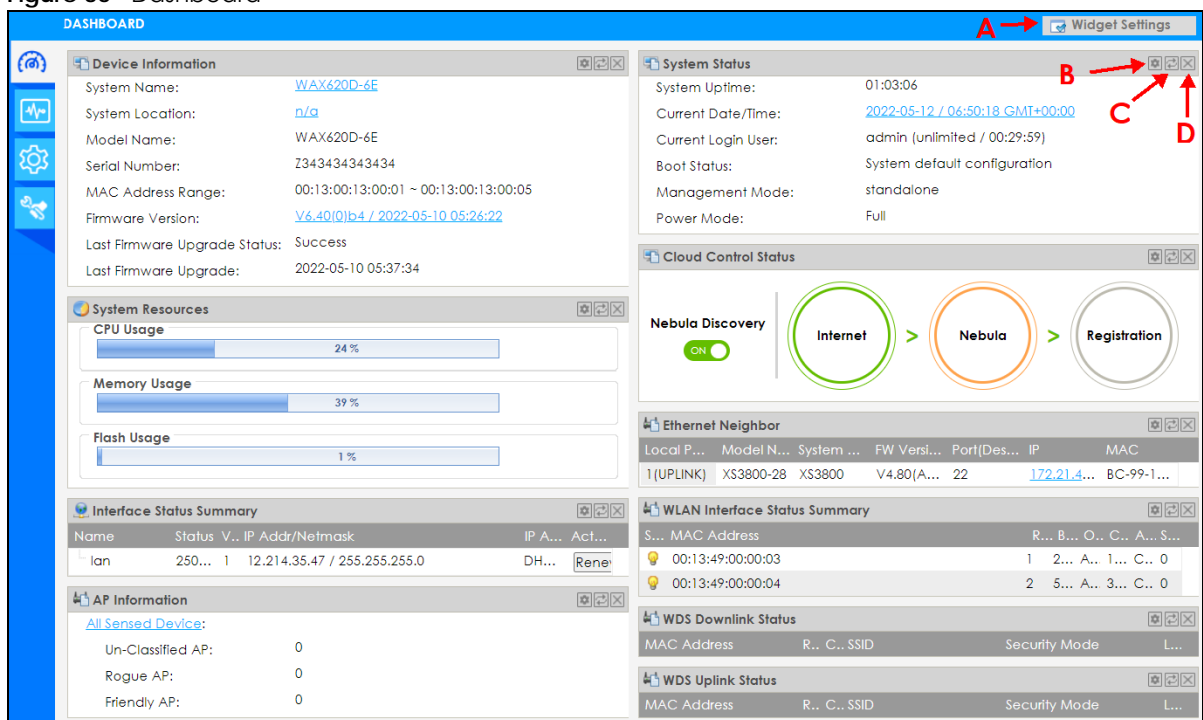 Dashboard
DASHBOARD
A
Widget Settings
Device Information
System Name: WAX620D-6E
System Location: n/a
Model Name: WAX620D-6E
Serial Number: Z343434343434
MAC Address Range: 00:13:00:13:00:01 ~ 00:13:00:13:00:05
Firmware Version: V6.40(0)b4 / 2022-05-10 05:26:22
Last Firmware Upgrade Status: Success
Last Firmware Upgrade: 2022-05-10 05:37:34
System Resources
CPU Usage
24 %
Memory Usage
39 %
Flash Usage
1 %
Interface Status Summary
Name Status V.. IP Addr/Netmask IP A... Act...
lan 250... 1 12.214.35.47 / 255.255.255.0 DH... Rene
AP Information
All Sensed Device:
Un-Classified AP: 0
Rogue AP: 0
Friendly AP: 0
System Status
B
C
D
System Uptime: 01:03:06
Current Date/Time: 2022-05-12 / 06:50:18 GMT+00:00
Current Login User: admin (unlimited / 00:29:59)
Boot Status: System default configuration
Management Mode: standalone
Power Mode: Full
Cloud Control Status
Nebula Discovery
ON
Internet > Nebula > Registration
Ethernet Neighbor
Local P... Model N... System ... FW Versi... Port(Des... IP MAC
1(UPLINK) XS3800-28 XS3800 V4.80(A... 22 172.21.4... BC-99-1...
WLAN Interface Status Summary
S... MAC Address R... B... O.. C.. A... S...
00:13:49:00:00:03 1 2... A.. 1... C.. 0
00:13:49:00:00:04 2 5... A.. 3... C.. 0
WDS Downlink Status
MAC Address R.. C.. SSID Security Mode L...
WDS Uplink Status
MAC Address R.. C.. SSID Security Mode L...